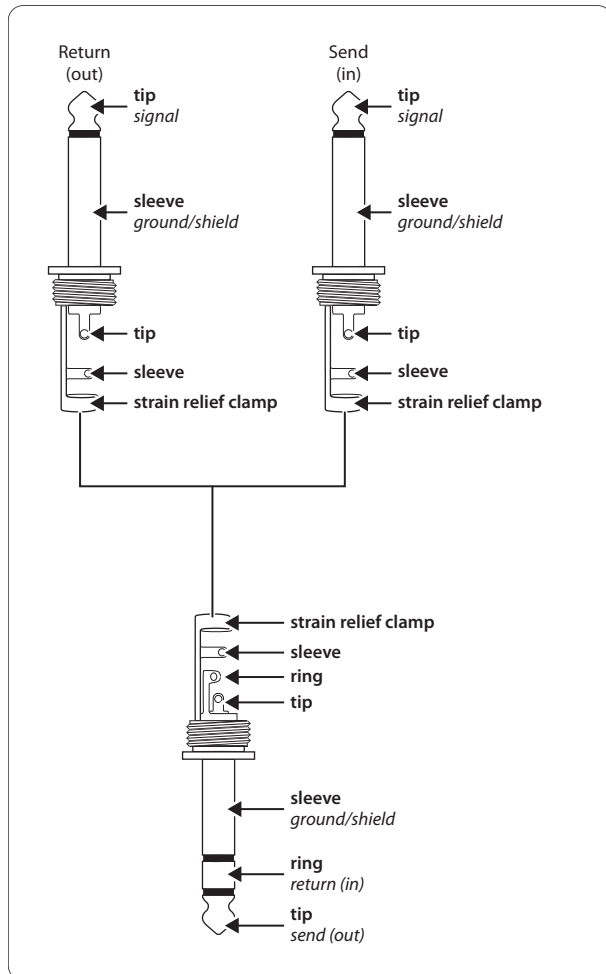 Return
(out)
tip
signal
sleeve
ground/shield
tip
sleeve
strain relief clamp
Send
(in)
tip
signal
sleeve
ground/shield
tip
sleeve
strain relief clamp
strain relief clamp
sleeve
ring
tip
sleeve
ground/shield
ring
return (in)
tip
send (out)